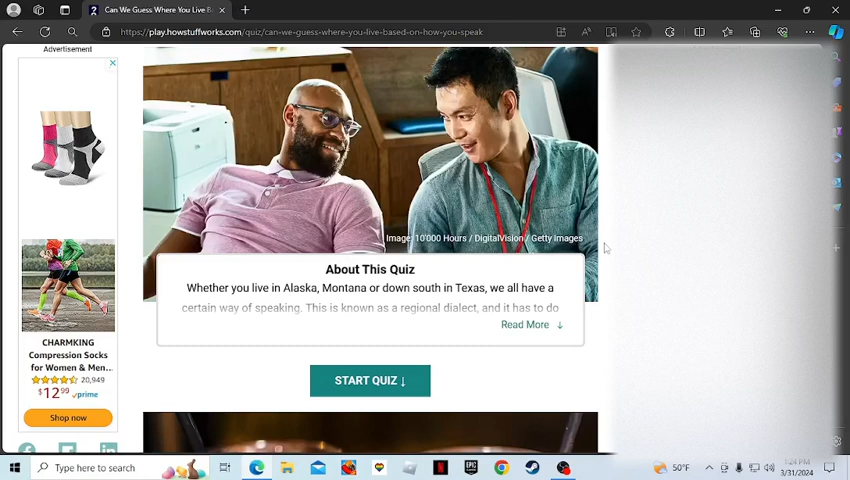 Can We Guess Where You Live B
https://play.howstuffworks.com/quiz/can-we-guess-where-you-live-based-on-how-you-speak
Advertisement
CHARMKING
Compression Socks
for Women & Men...
20,949
$12.99 prime
Shop now
Image: 10'000 Hours / DigitalVision / Getty images
About This Quiz
Whether you live in Alaska, Montana or down south in Texas, we all have a
certain way of speaking. This is known as a regional dialect, and it has to do
Read More ↓
START QUIZ ↓
Type here to search
50°F
1:24 PM
3/31/2024